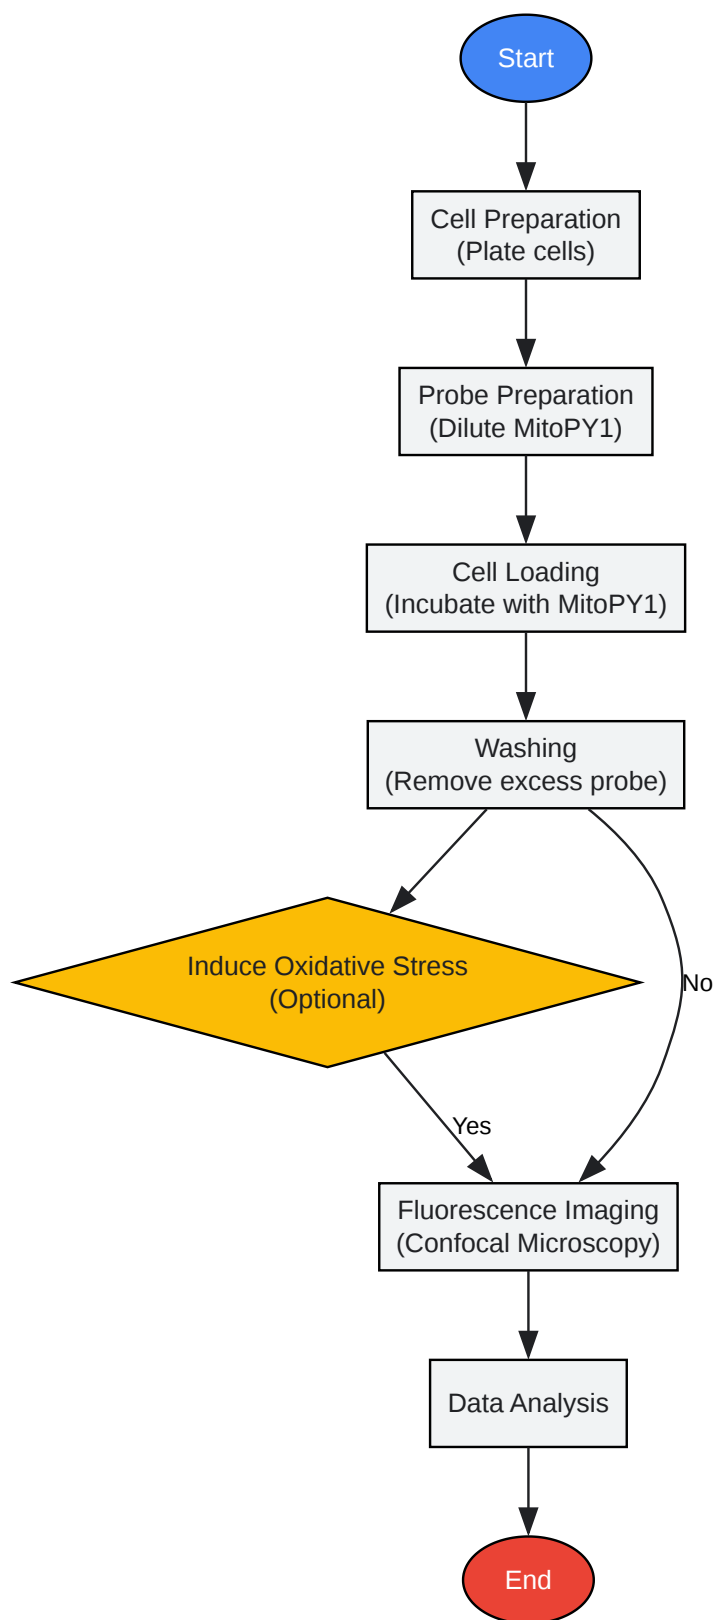 Start
Cell Preparation
(Plate cells)
Probe Preparation
(Dilute MitoPY1)
Cell Loading
(Incubate with MitoPY1)
Washing
(Remove excess probe)
Induce Oxidative Stress
(Optional)
No
Yes
Fluorescence Imaging
(Confocal Microscopy)
Data Analysis
End